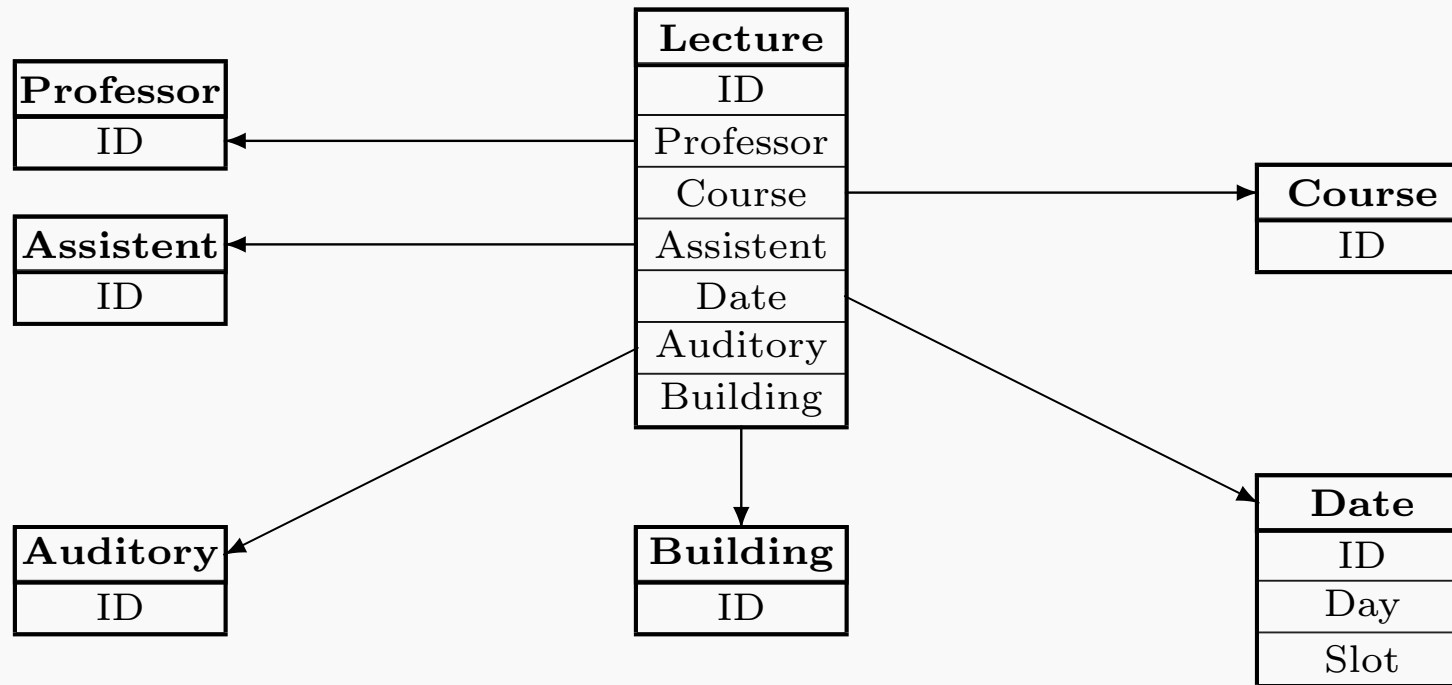 Lecture
ID
Professor
Course
Assistent
Date
Auditory
Building
Professor
ID
Assistent
ID
Course
ID
Auditory
ID
Building
ID
Date
ID
Day
Slot